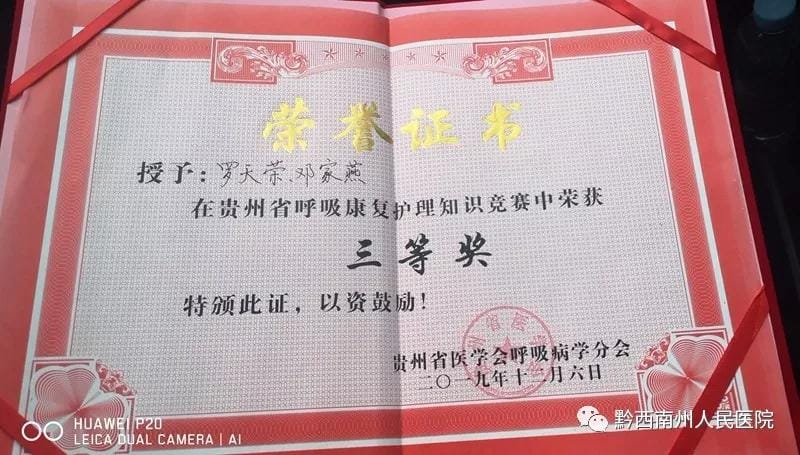 荣誉证书
授予：罗天荣、邓家燕
在贵州省呼吸康复护理知识竞赛中荣获
三等奖
特颁此证，以资鼓励！
贵州省医学会呼吸病学分会
二〇一九年十二月六日
HUAWEI P20
LEICA DUAL CAMERA | AI
黔西南州人民医院